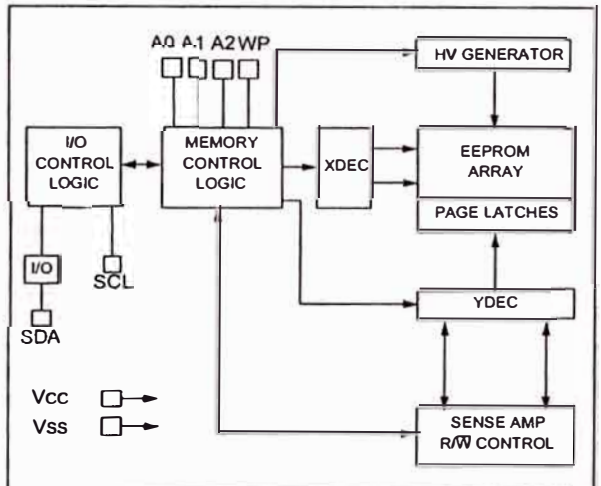 A0 A1 A2 WP
HV GENERATOR
I/O
CONTROL
LOGIC
MEMORY
CONTROL
LOGIC
XDEC
EEPROM
ARRAY
PAGE LATCHES
I/O
SCL
SDA
YDEC
Vcc
Vss
SENSE AMP
R/W̅ CONTROL